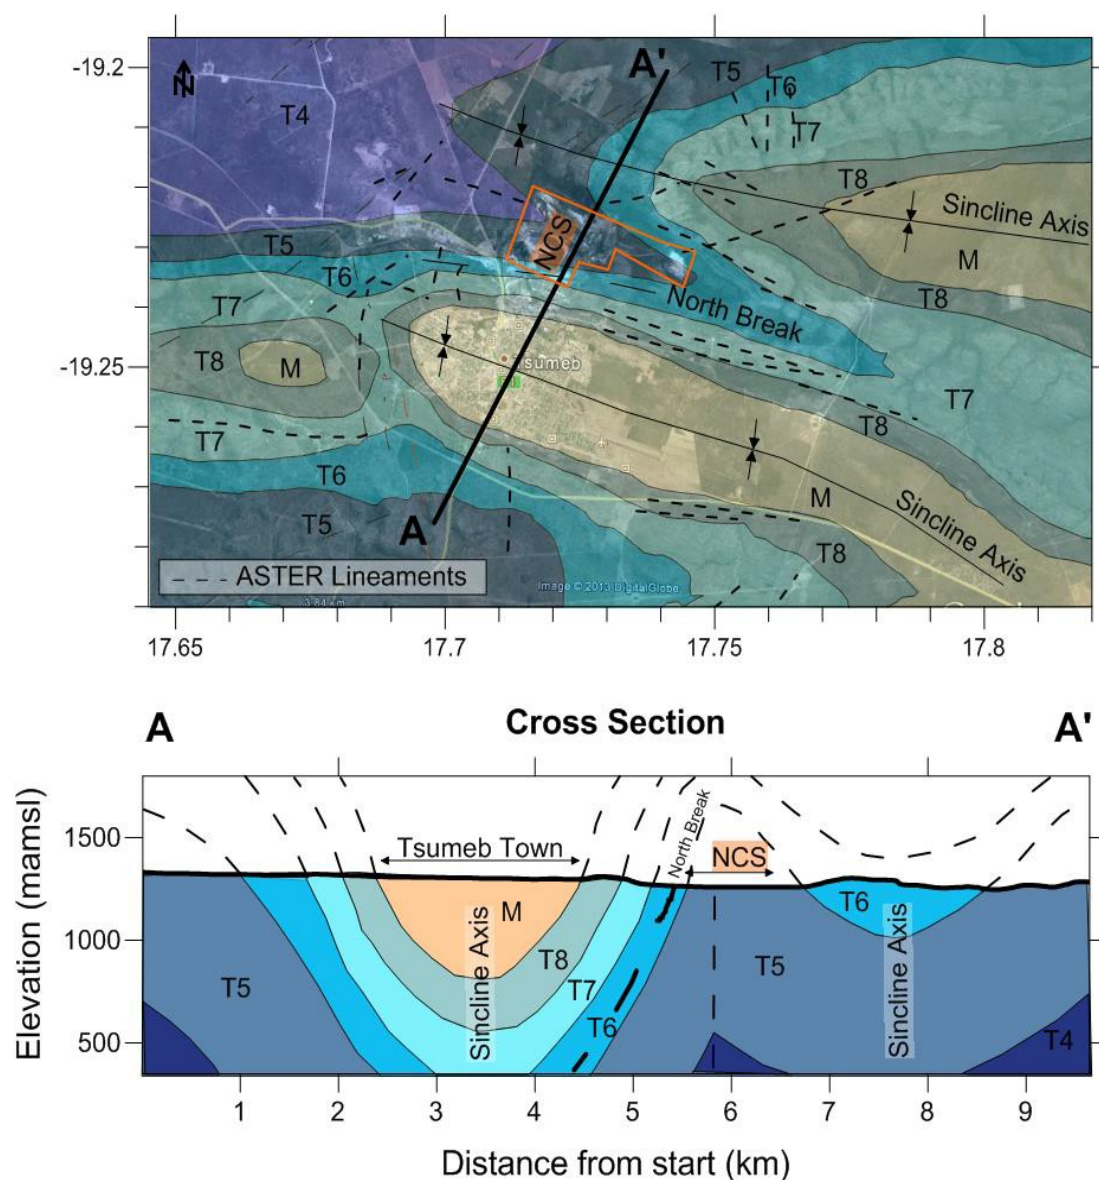 A'
-19.2
N
T5
T6
T4
T7
T8
Sincline Axis
NCS
M
T5
T6
T8
T7
North Break
-19.25
T8
M
sumeb
T7
T8
T7
T6
M
Sincline Axis
T5
A
T8
ASTER Lineaments
Image © 2013 DigitalGlobe
3.84 km
17.65
17.7
17.75
17.8
A
Cross Section
A'
Elevation (mamsl)
1500
1000
500
Tsumeb Town
North Break
NCS
M
T6
T8
T5
T5
T7
Sincline Axis
Sincline Axis
T6
T4
1
2
3
4
5
6
7
8
9
Distance from start (km)